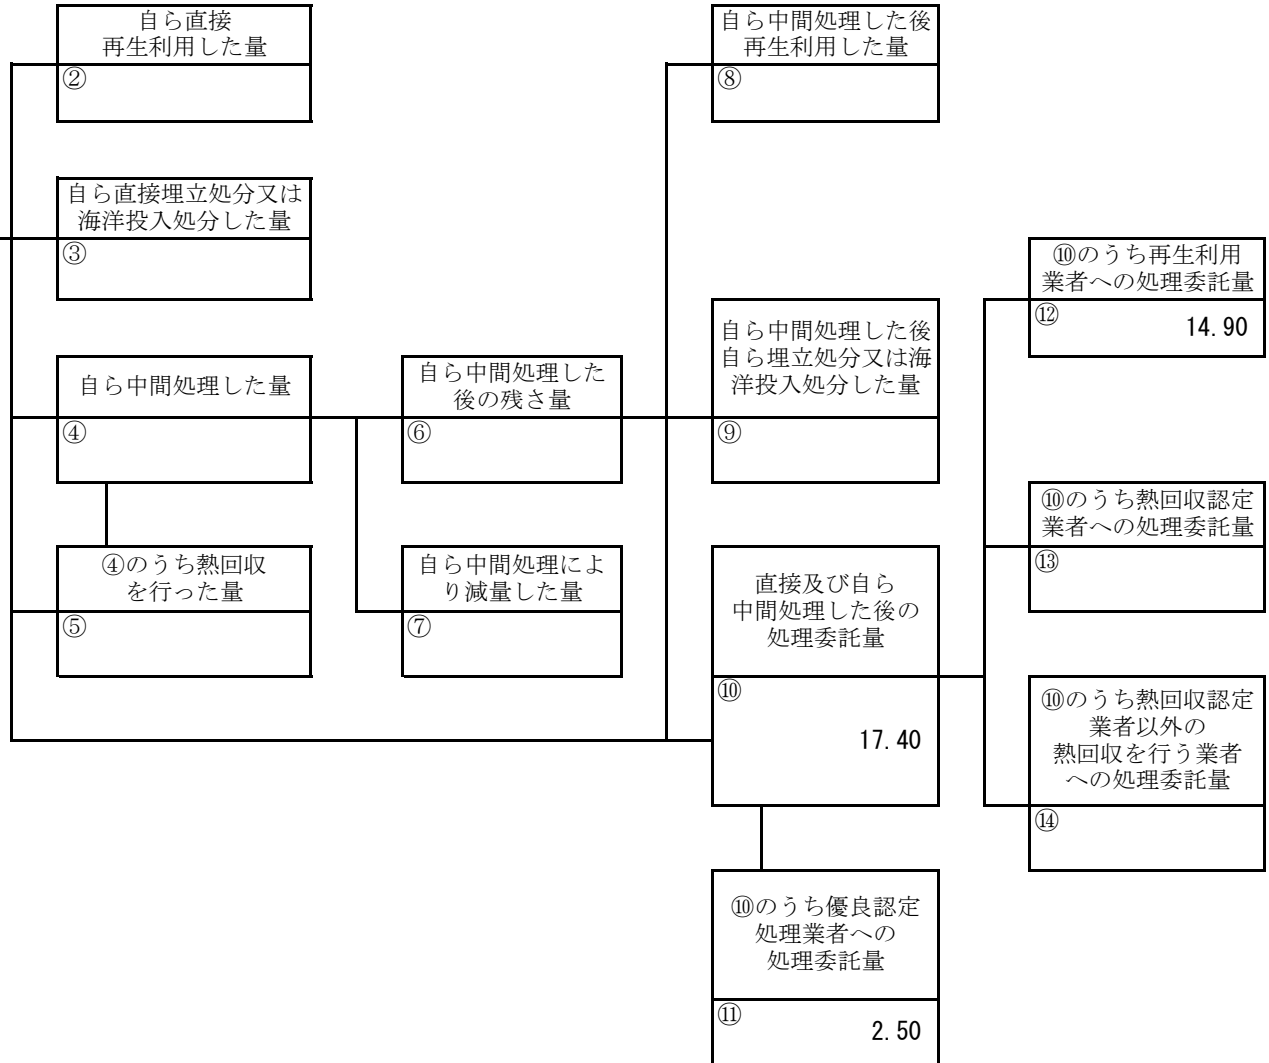 自ら直接
再生利用した量
②
自ら中間処理した後
再生利用した量
⑧
自ら直接埋立処分又は
海洋投入処分した量
③
⑩のうち再生利用
業者への処理委託量
⑫
14.90
自ら中間処理した後
自ら埋立処分又は海
洋投入処分した量
⑨
自ら中間処理した量
④
自ら中間処理した
後の残さ量
⑥
⑩のうち熱回収認定
業者への処理委託量
⑬
④のうち熱回収
を行った量
⑤
自ら中間処理によ
り減量した量
⑦
直接及び自ら
中間処理した後の
処理委託量
⑩
17.40
⑩のうち熱回収認定
業者以外の
熱回収を行う業者
への処理委託量
⑭
⑩のうち優良認定
処理業者への
処理委託量
⑪
2.50